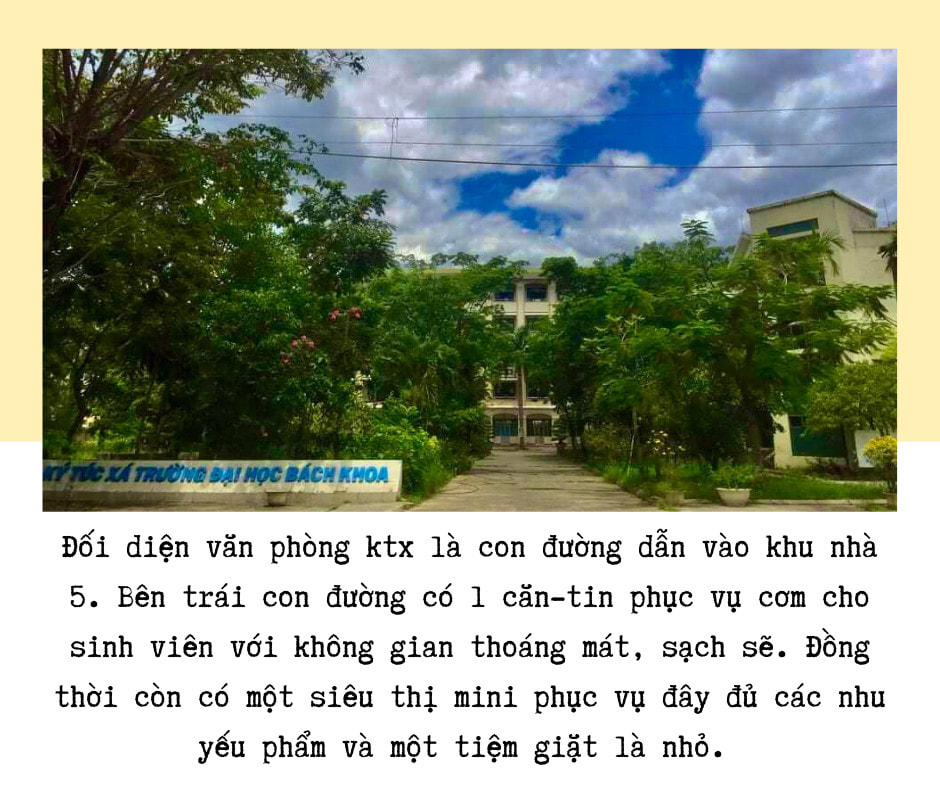 KÝ TÚC XÁ TRƯỜNG ĐẠI HỌC BÁCH KHOA
Đối diện văn phòng ktx là con đường dẫn vào khu nhà
5. Bên trái con đường có 1 căn-tin phục vụ cơm cho
sinh viên với không gian thoáng mát, sạch sẽ. Đồng
thời còn có một siêu thị mini phục vụ đây đủ các nhu
yếu phẩm và một tiệm giặt là nhỏ.